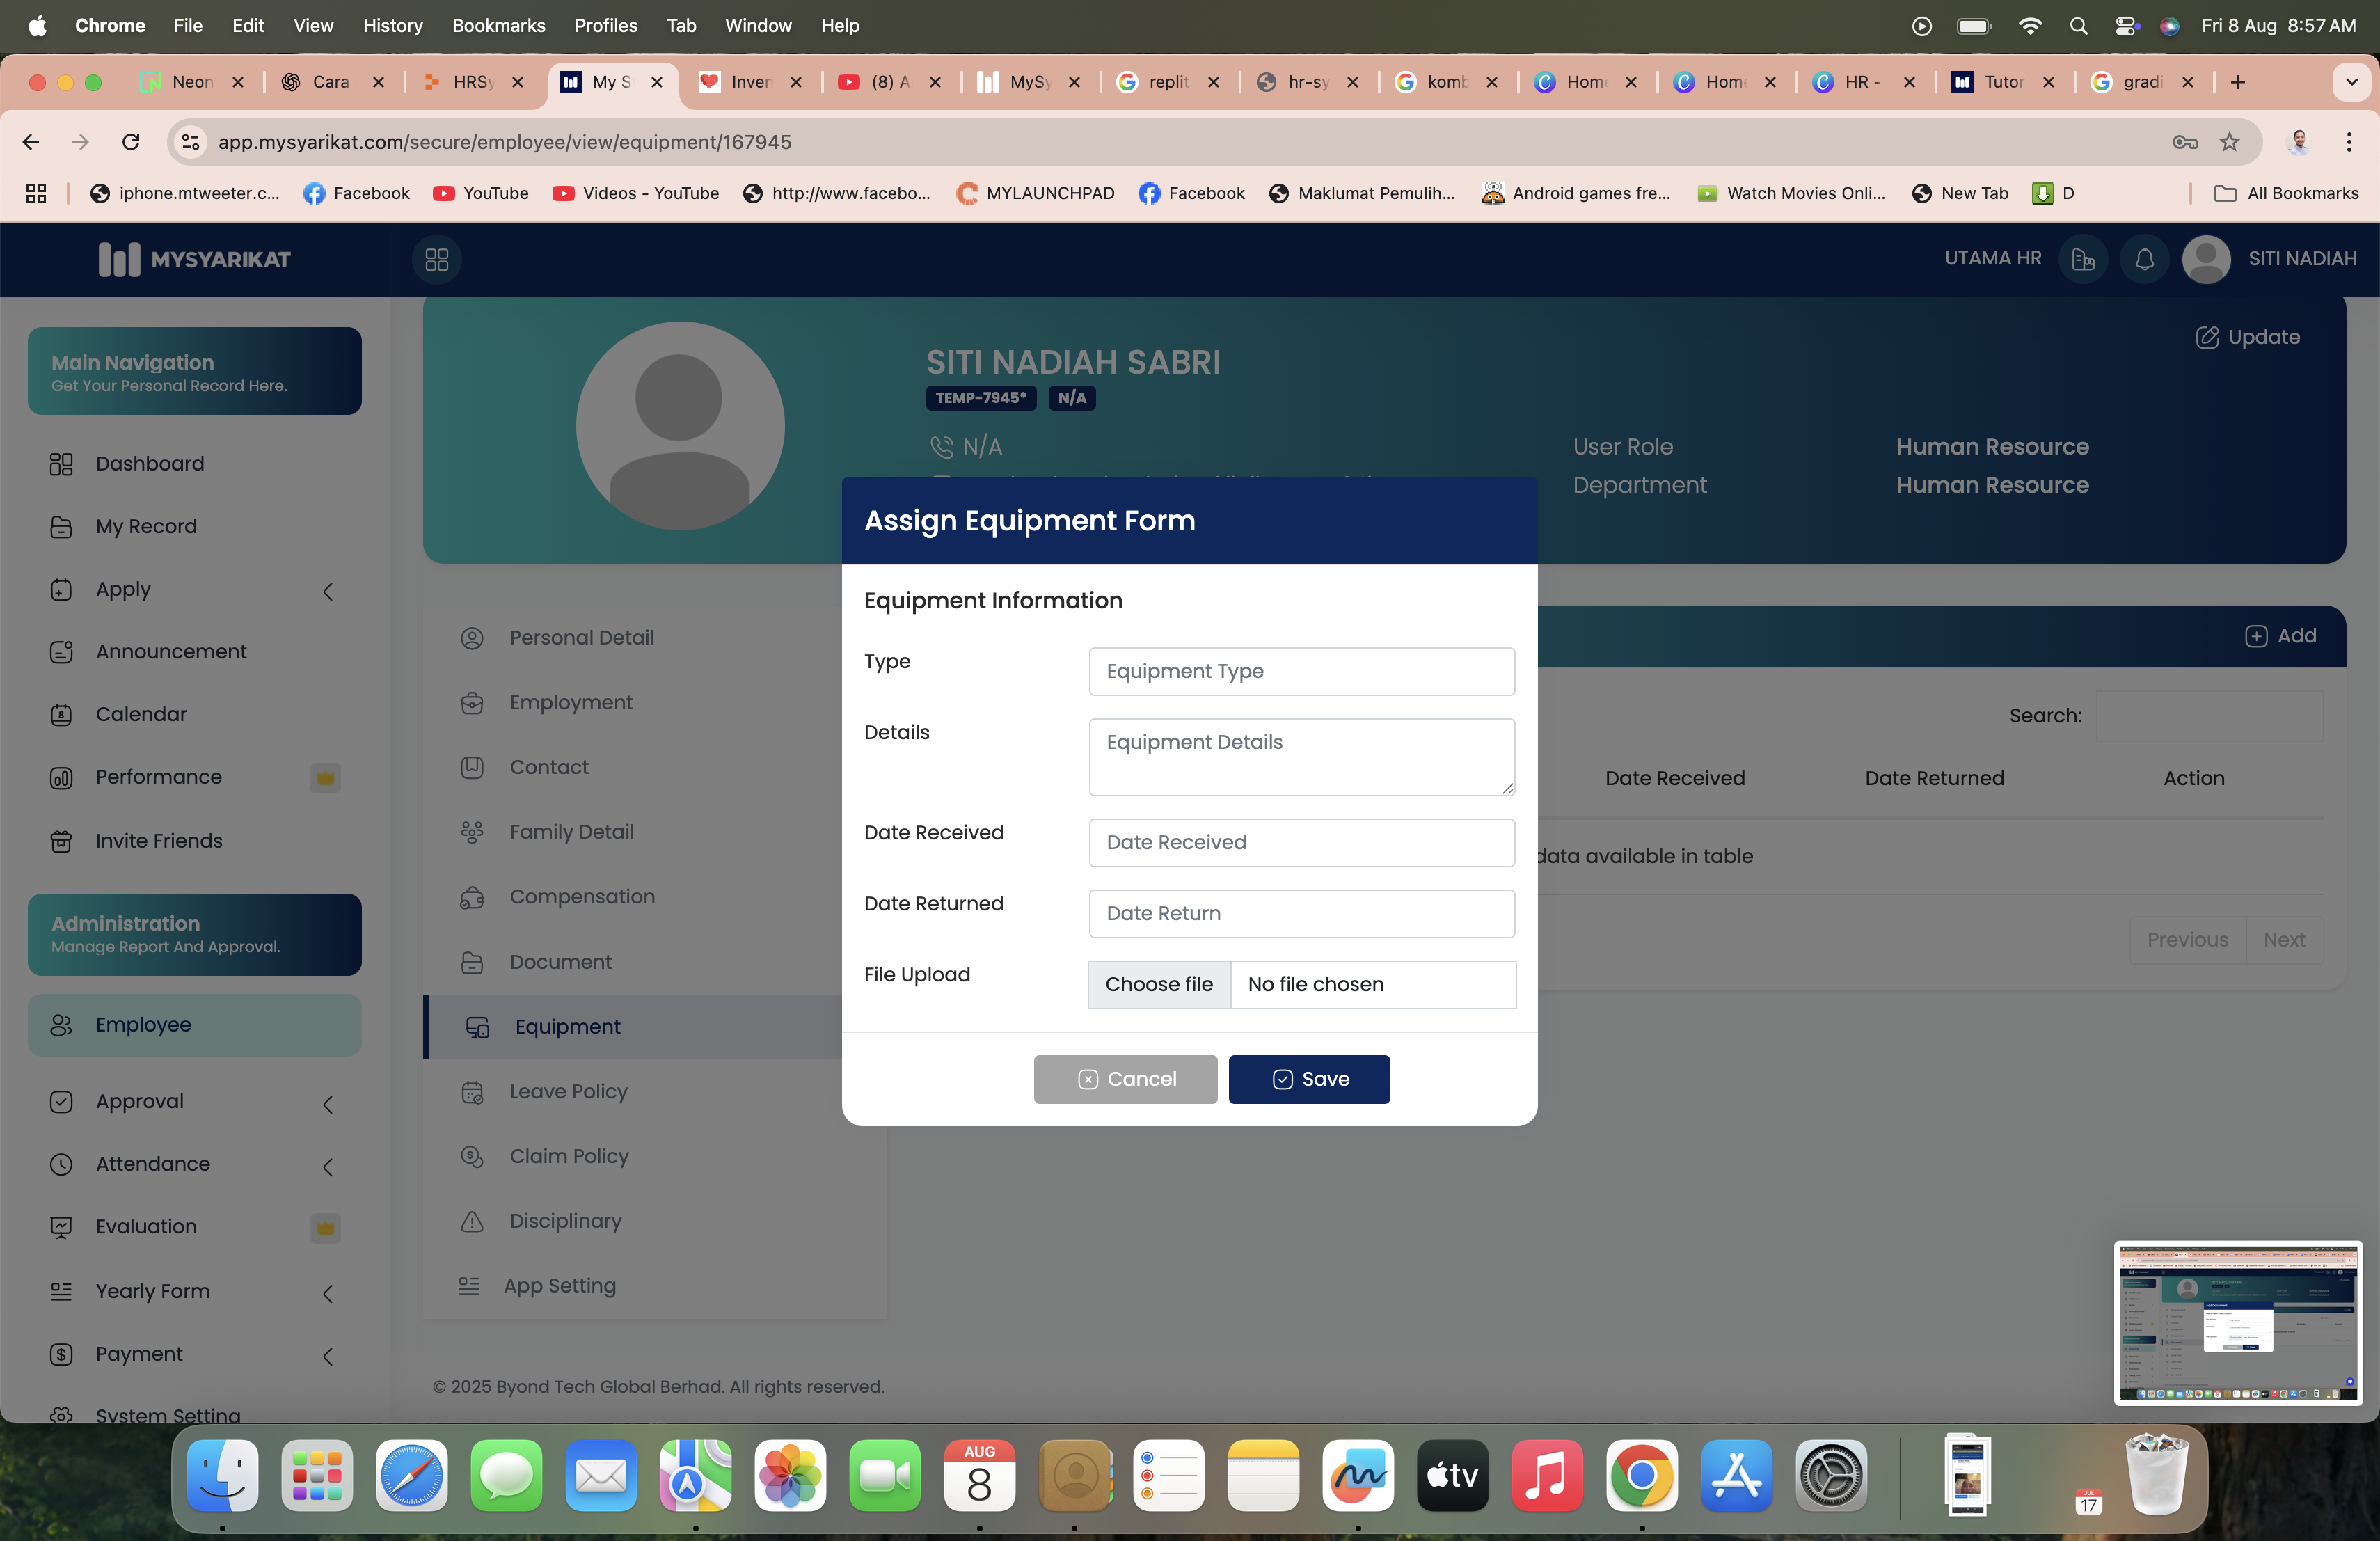 Chrome File Edit View History Bookmarks Profiles Tab Window Help Fri 8 Aug 8:57 AM
Neon Cara HRSy My S Inven (8) A MySy replit hr-sy komb Hom Hom HR - Tutor gradi
app.mysyarikat.com/secure/employee/view/equipment/167945
iphone.mtweeter.c... Facebook YouTube Videos - YouTube http://www.facebo... MYLAUNCHPAD Facebook Maklumat Pemulih... Android games fre... Watch Movies Onli... New Tab D All Bookmarks
MYSYARIKAT UTAMA HR SITI NADIAH
Main Navigation
Get Your Personal Record Here.
Dashboard
My Record
Apply
Announcement
Calendar
8
Performance
Invite Friends
Administration
Manage Report And Approval.
Employee
Approval
Attendance
Evaluation
Yearly Form
Payment
System Setting
Update
SITI NADIAH SABRI
TEMP-7945* N/A
N/A
User Role Human Resource
Department Human Resource
Personal Detail
Employment
Contact
Family Detail
Compensation
Document
Equipment
Leave Policy
Claim Policy
Disciplinary
App Setting
Add
Search:
Date Received Date Returned Action
data available in table
Previous Next
Assign Equipment Form
Equipment Information
Type Equipment Type
Details Equipment Details
Date Received Date Received
Date Returned Date Return
File Upload Choose file No file chosen
Cancel Save
© 2025 Byond Tech Global Berhad. All rights reserved.
AUG
8
tv
JUL
17